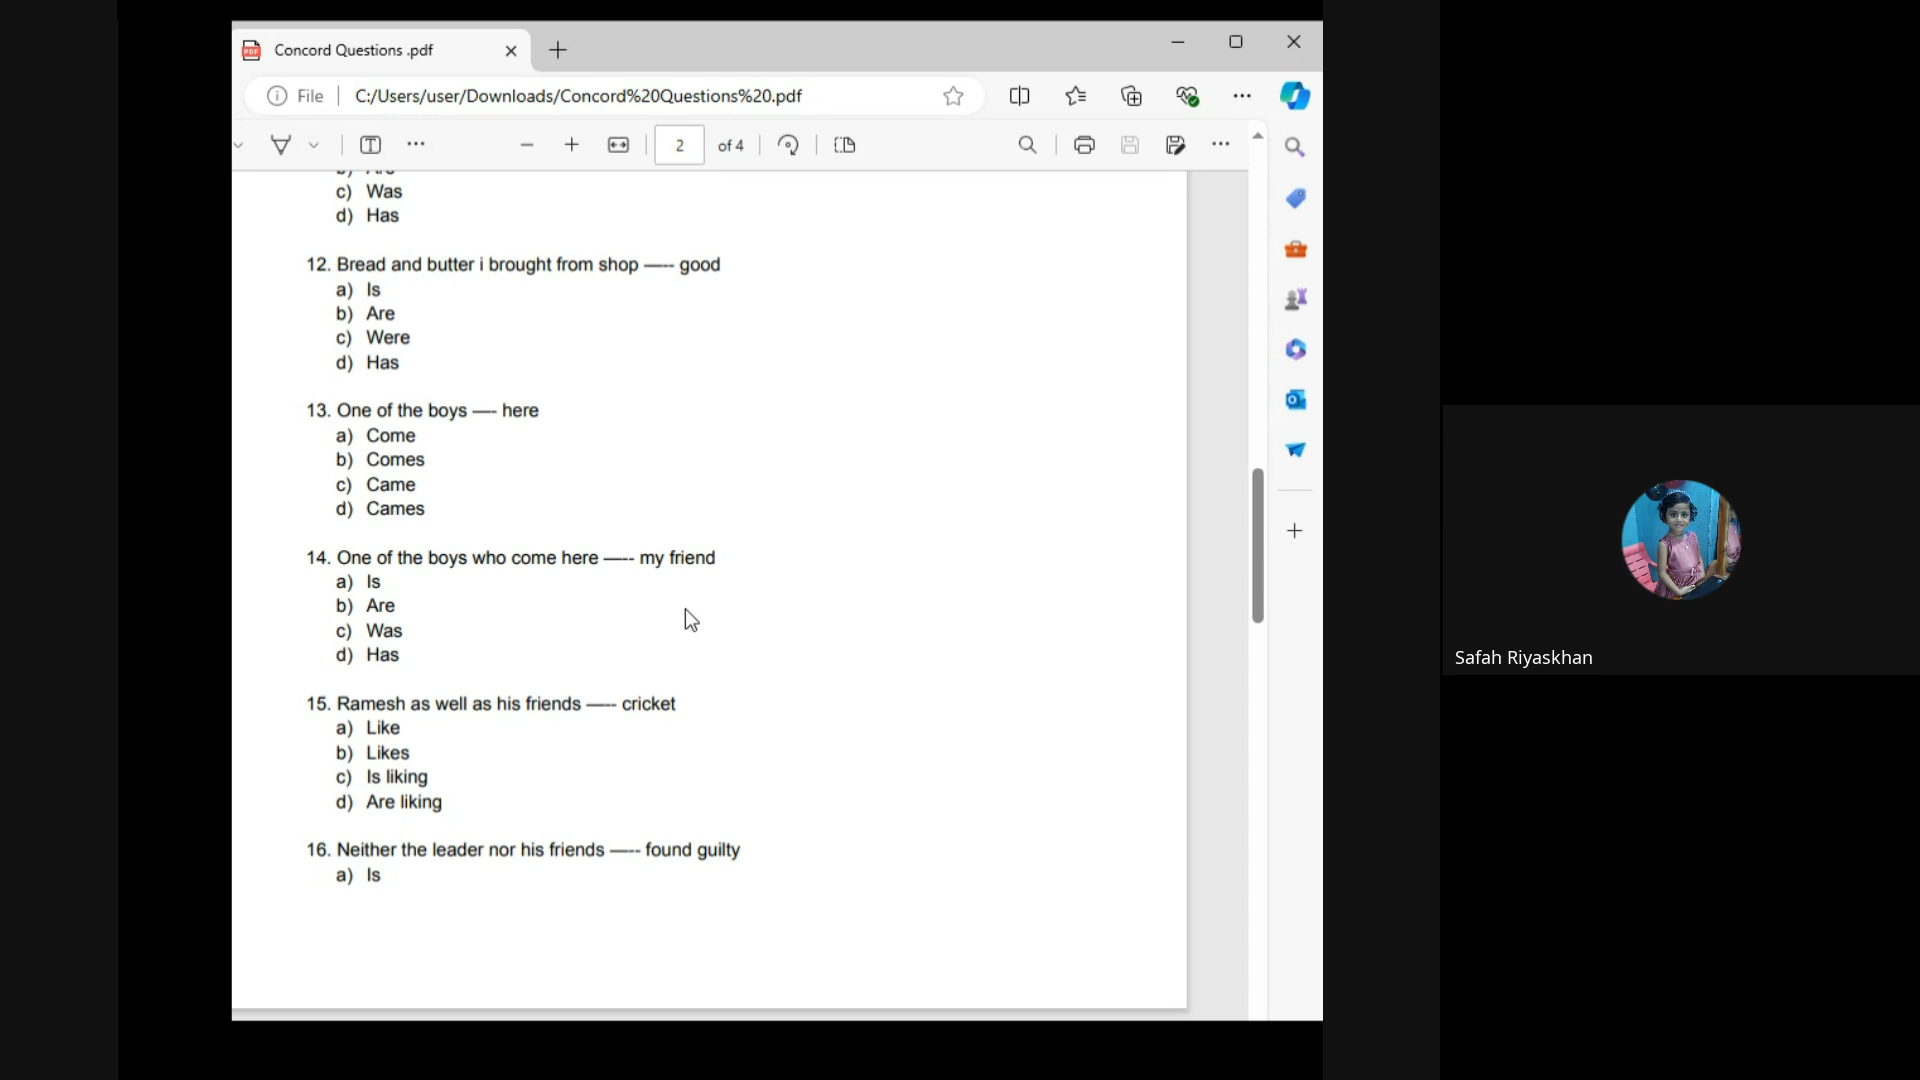 Concord Questions .pdf
File
C:/Users/user/Downloads/Concord%20Questions%20.pdf
2 of 4
b) Are
c) Was
d) Has
12. Bread and butter i brought from shop —-- good
a) Is
b) Are
c) Were
d) Has
13. One of the boys —- here
a) Come
b) Comes
c) Came
d) Cames
14. One of the boys who come here —-- my friend
a) Is
b) Are
c) Was
d) Has
15. Ramesh as well as his friends —-- cricket
a) Like
b) Likes
c) Is liking
d) Are liking
16. Neither the leader nor his friends —-- found guilty
a) Is
Safah Riyaskhan